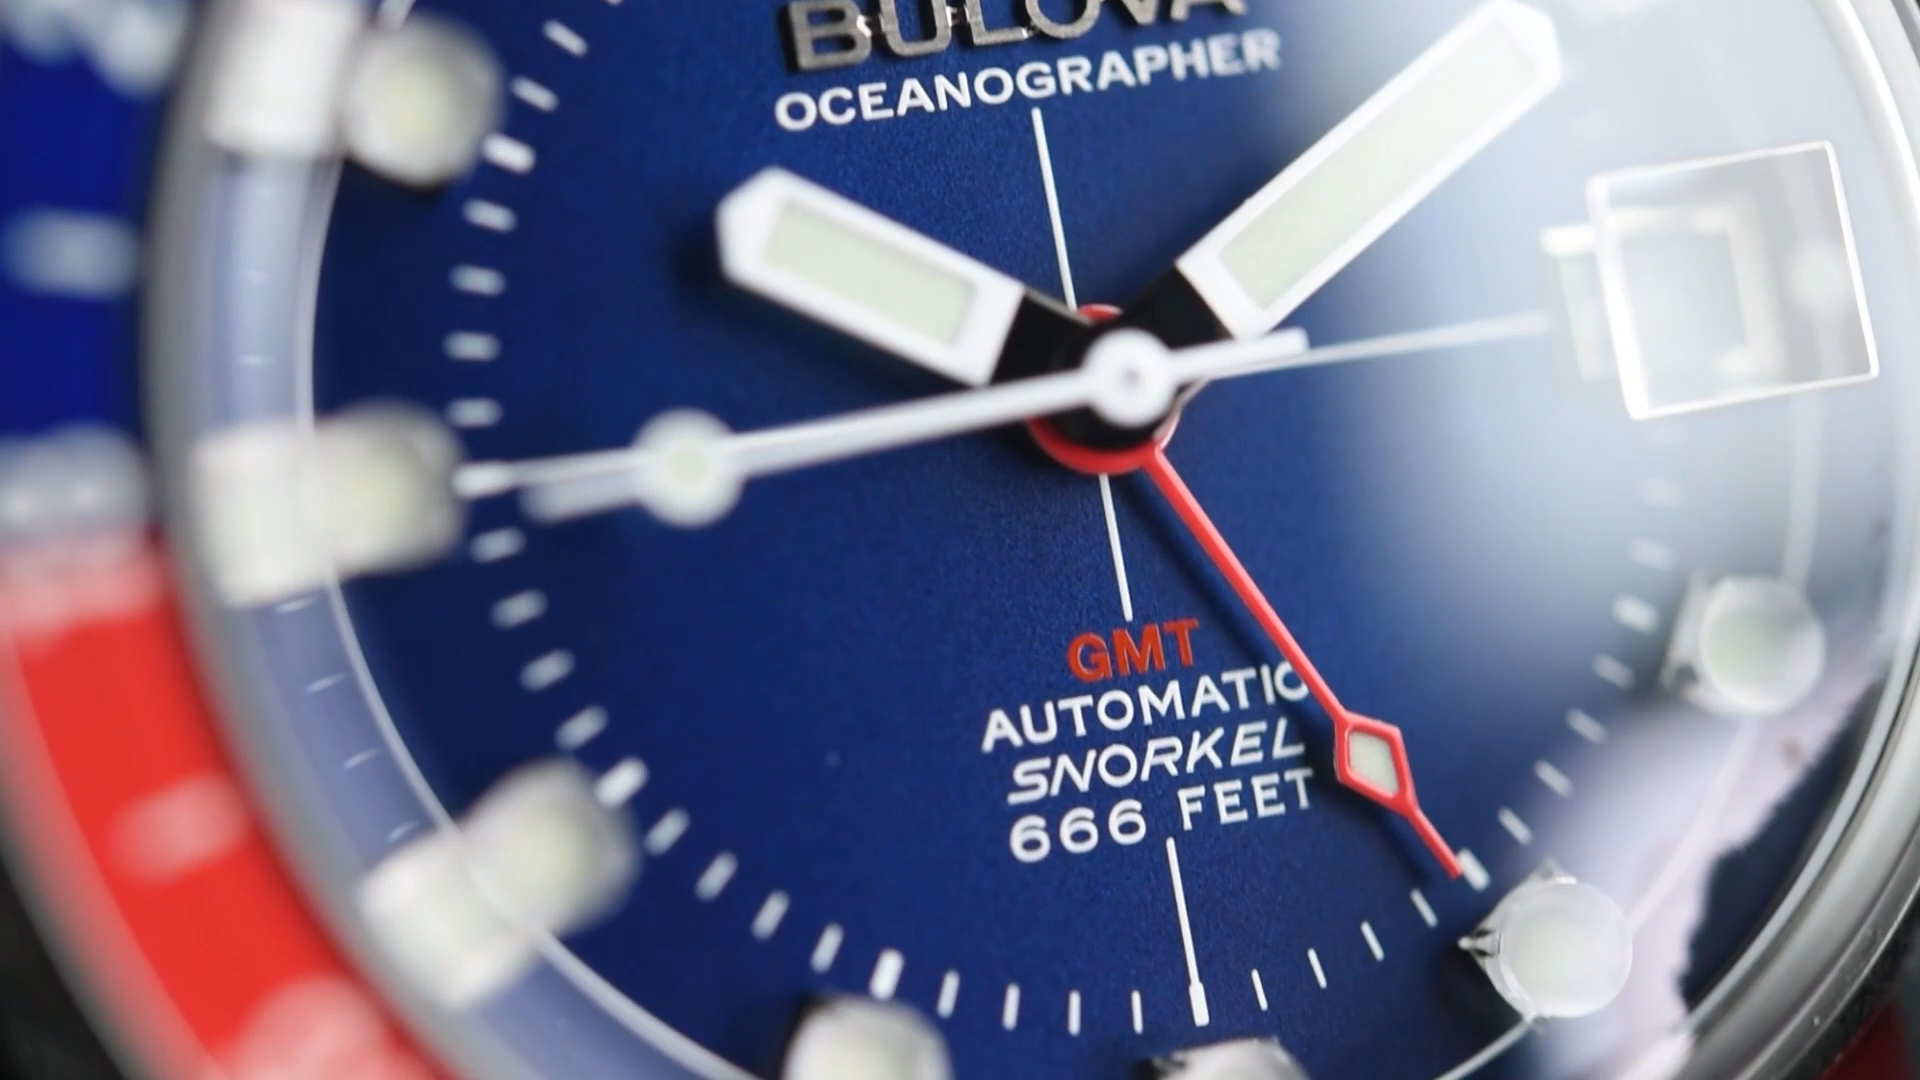 BULOVA
OCEANOGRAPHER
GMT
AUTOMATIC
SNORKEL
666 FEET